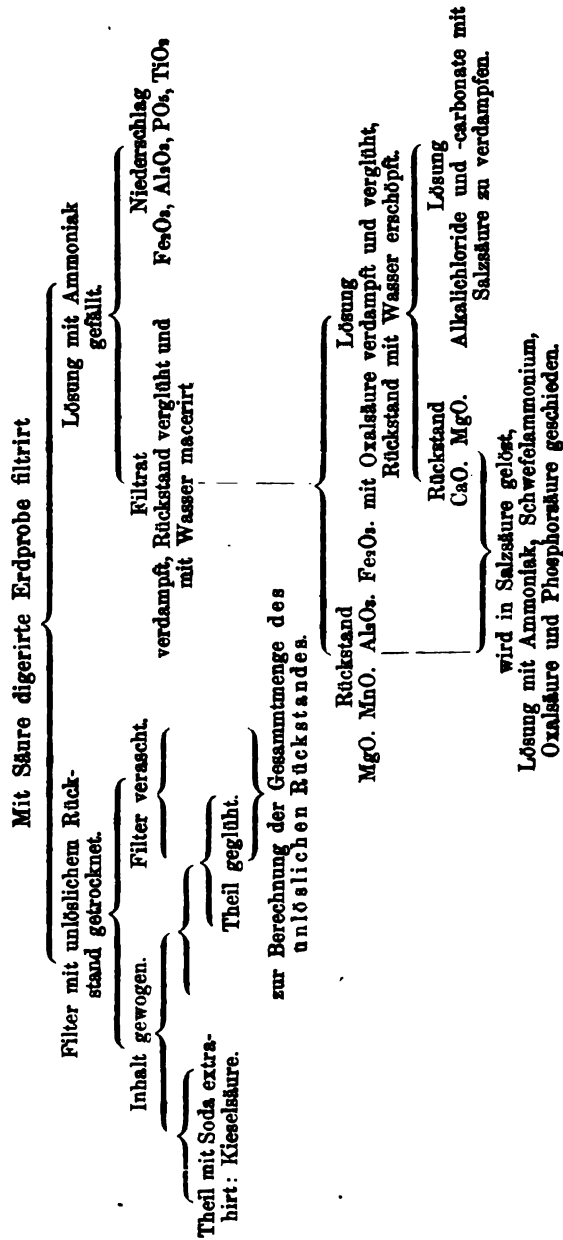 Mit Säure digerirte Erdprobe filtrirt
Filter mit unlöslichem Rück-
stand getrocknet.
Inhalt gewogen.
Theil mit Soda extra-
hirt: Kieselsäure.
Filter verascht.
Theil geglüht.
zur Berechnung der Gesammtmenge des
unlöslichen Rückstandes.
Lösung mit Ammoniak
gefällt.
Filtrat
verdampft, Rückstand verglüht und
mit Wasser macerirt
Niederschlag
Fe₂O₃, Al₂O₃, PO₅, TiO₂
Rückstand
MgO. MnO. Al₂O₃. Fe₂O₃.
Lösung
mit Oxalsäure verdampft und verglüht,
Rückstand mit Wasser erschöpft.
Rückstand
CaO. MgO.
Lösung
Alkalichloride und -carbonate mit
Salzsäure zu verdampfen.
wird in Salzsäure gelöst,
Lösung mit Ammoniak, Schwefelammonium,
Oxalsäure und Phosphorsäure geschieden.